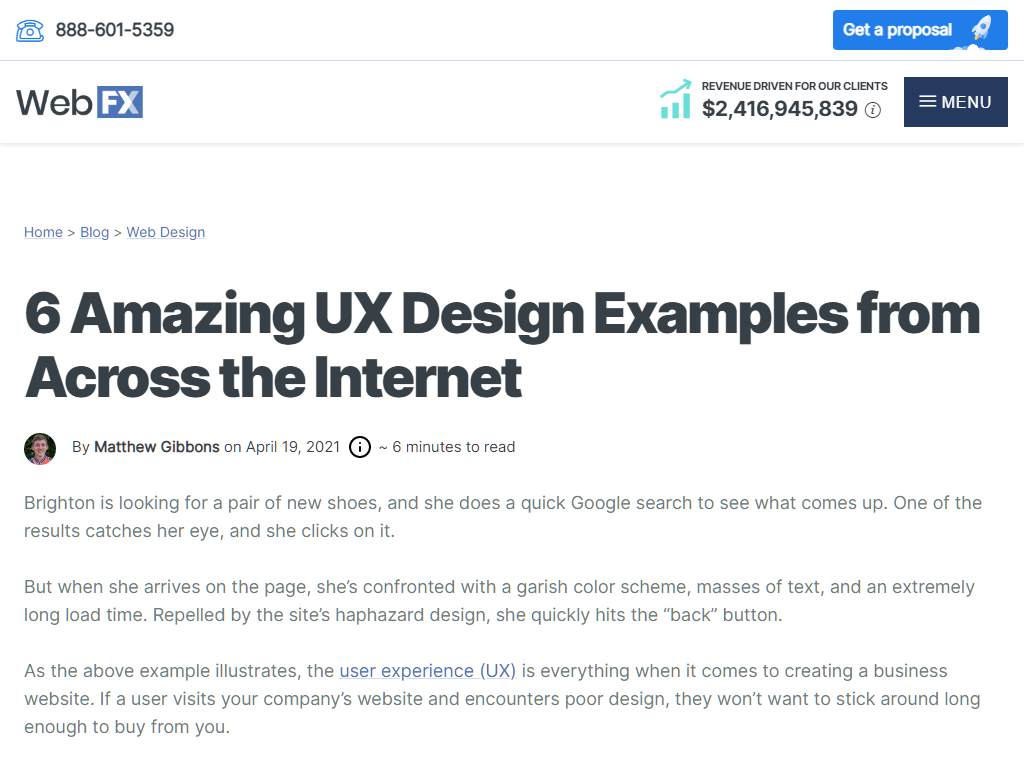 888-601-5359
Get a proposal
WebFX
REVENUE DRIVEN FOR OUR CLIENTS
$2,416,945,839
MENU
Home > Blog > Web Design
6 Amazing UX Design Examples from
Across the Internet
By Matthew Gibbons on April 19, 2021 ~ 6 minutes to read
Brighton is looking for a pair of new shoes, and she does a quick Google search to see what comes up. One of the
results catches her eye, and she clicks on it.
But when she arrives on the page, she’s confronted with a garish color scheme, masses of text, and an extremely
long load time. Repelled by the site’s haphazard design, she quickly hits the “back” button.
As the above example illustrates, the user experience (UX) is everything when it comes to creating a business
website. If a user visits your company’s website and encounters poor design, they won’t want to stick around long
enough to buy from you.